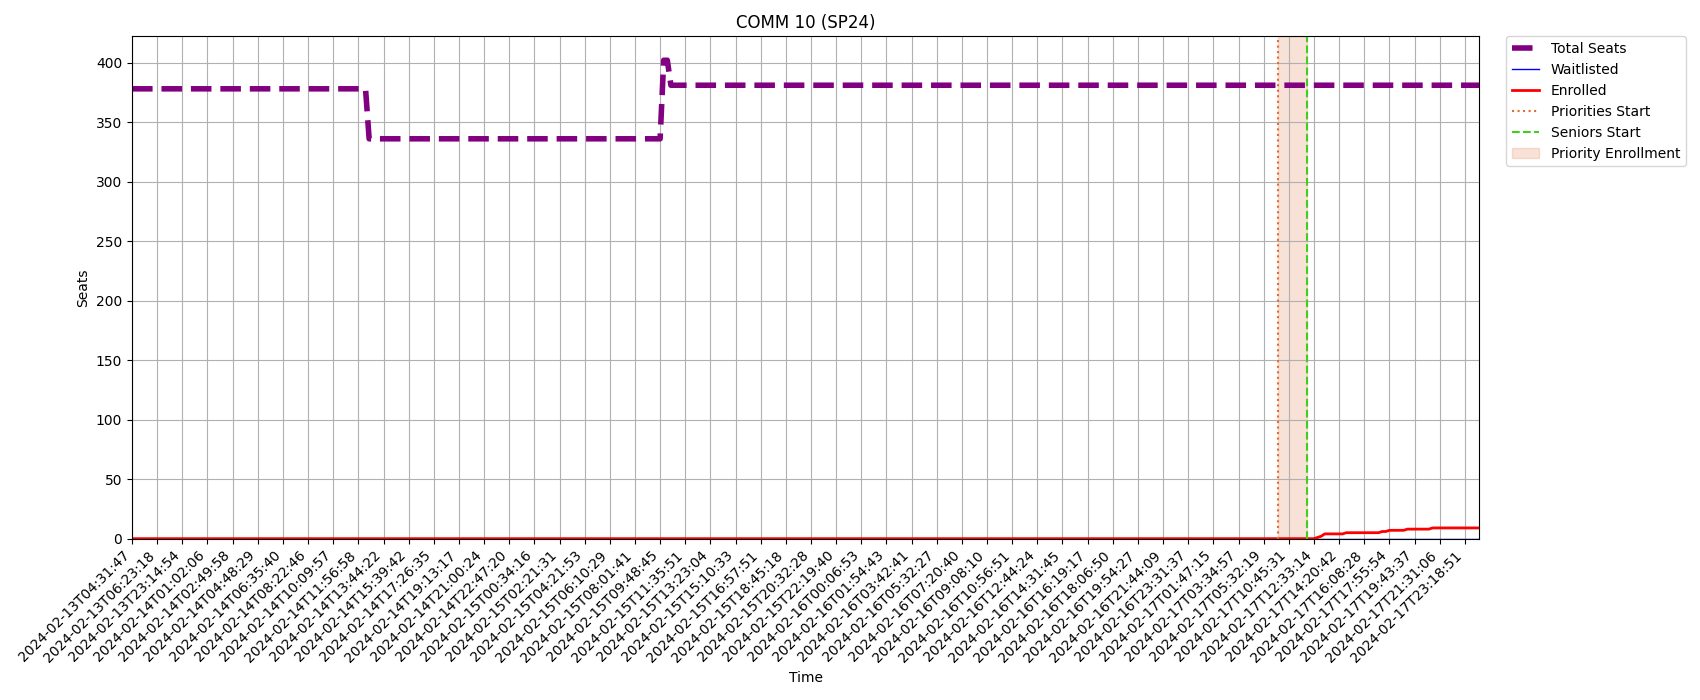 COMM 10 (SP24)
Total Seats
Waitlisted
Enrolled
Priorities Start
Seniors Start
Priority Enrollment
Seats
400
350
300
250
200
150
100
50
0
2024-02-13T04:31:47
2024-02-13T06:23:18
2024-02-13T23:14:54
2024-02-14T01:02:06
2024-02-14T02:49:58
2024-02-14T04:48:29
2024-02-14T06:35:40
2024-02-14T08:22:46
2024-02-14T10:09:57
2024-02-14T11:56:58
2024-02-14T13:44:22
2024-02-14T15:39:42
2024-02-14T17:26:35
2024-02-14T19:13:17
2024-02-14T21:00:24
2024-02-14T22:47:20
2024-02-15T00:34:16
2024-02-15T02:21:31
2024-02-15T04:21:53
2024-02-15T06:10:29
2024-02-15T08:01:41
2024-02-15T09:48:45
2024-02-15T11:35:51
2024-02-15T13:23:04
2024-02-15T15:10:33
2024-02-15T16:57:51
2024-02-15T18:45:18
2024-02-15T20:32:28
2024-02-15T22:19:40
2024-02-16T00:06:53
2024-02-16T01:54:43
2024-02-16T03:42:41
2024-02-16T05:32:27
2024-02-16T07:20:40
2024-02-16T09:08:10
2024-02-16T10:56:51
2024-02-16T12:44:24
2024-02-16T14:31:45
2024-02-16T16:19:17
2024-02-16T18:06:50
2024-02-16T19:54:27
2024-02-16T21:44:09
2024-02-16T23:31:37
2024-02-17T01:47:15
2024-02-17T03:34:57
2024-02-17T05:32:19
2024-02-17T10:45:31
2024-02-17T12:33:14
2024-02-17T14:20:42
2024-02-17T16:08:28
2024-02-17T17:55:54
2024-02-17T19:43:37
2024-02-17T21:31:06
2024-02-17T23:18:51
Time